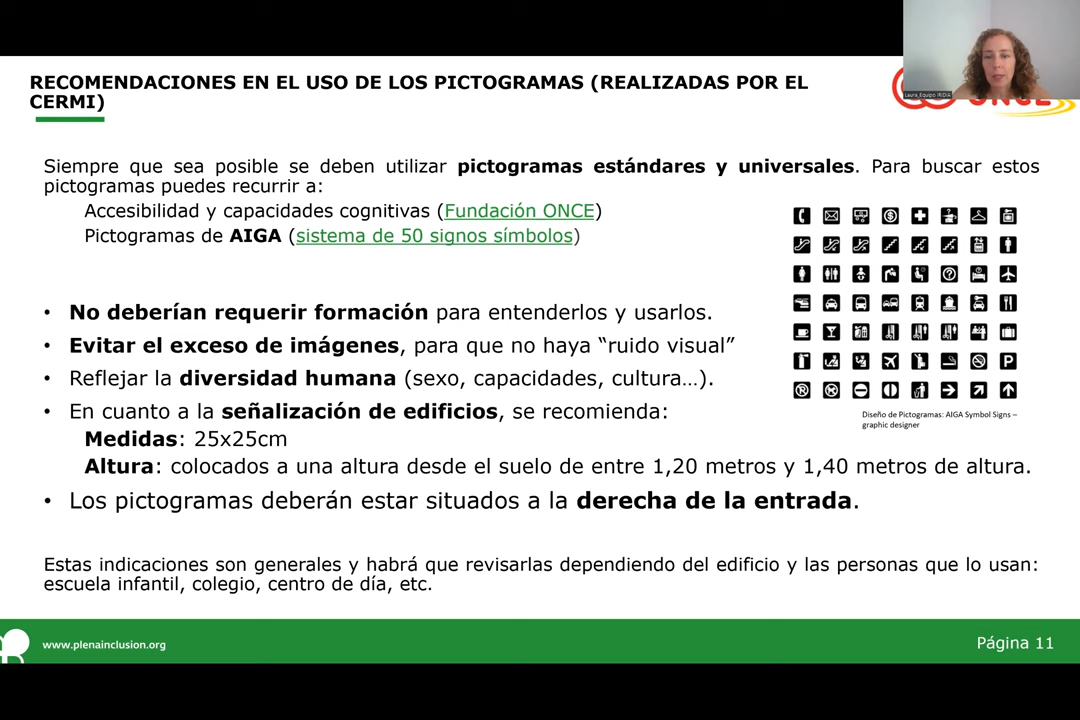 RECOMENDACIONES EN EL USO DE LOS PICTOGRAMAS (REALIZADAS POR EL
CERMI)
Laura_Equipo IRIDIA
ONCE
Siempre que sea posible se deben utilizar pictogramas estándares y universales. Para buscar estos
pictogramas puedes recurrir a:
Accesibilidad y capacidades cognitivas (Fundación ONCE)
Pictogramas de AIGA (sistema de 50 signos símbolos)
• No deberían requerir formación para entenderlos y usarlos.
• Evitar el exceso de imágenes, para que no haya “ruido visual”
• Reflejar la diversidad humana (sexo, capacidades, cultura…).
• En cuanto a la señalización de edificios, se recomienda:
Medidas: 25x25cm
Altura: colocados a una altura desde el suelo de entre 1,20 metros y 1,40 metros de altura.
• Los pictogramas deberán estar situados a la derecha de la entrada.
Diseño de Pictogramas: AIGA Symbol Signs –
graphic designer
Estas indicaciones son generales y habrá que revisarlas dependiendo del edificio y las personas que lo usan:
escuela infantil, colegio, centro de día, etc.
www.plenainclusion.org
Página 11